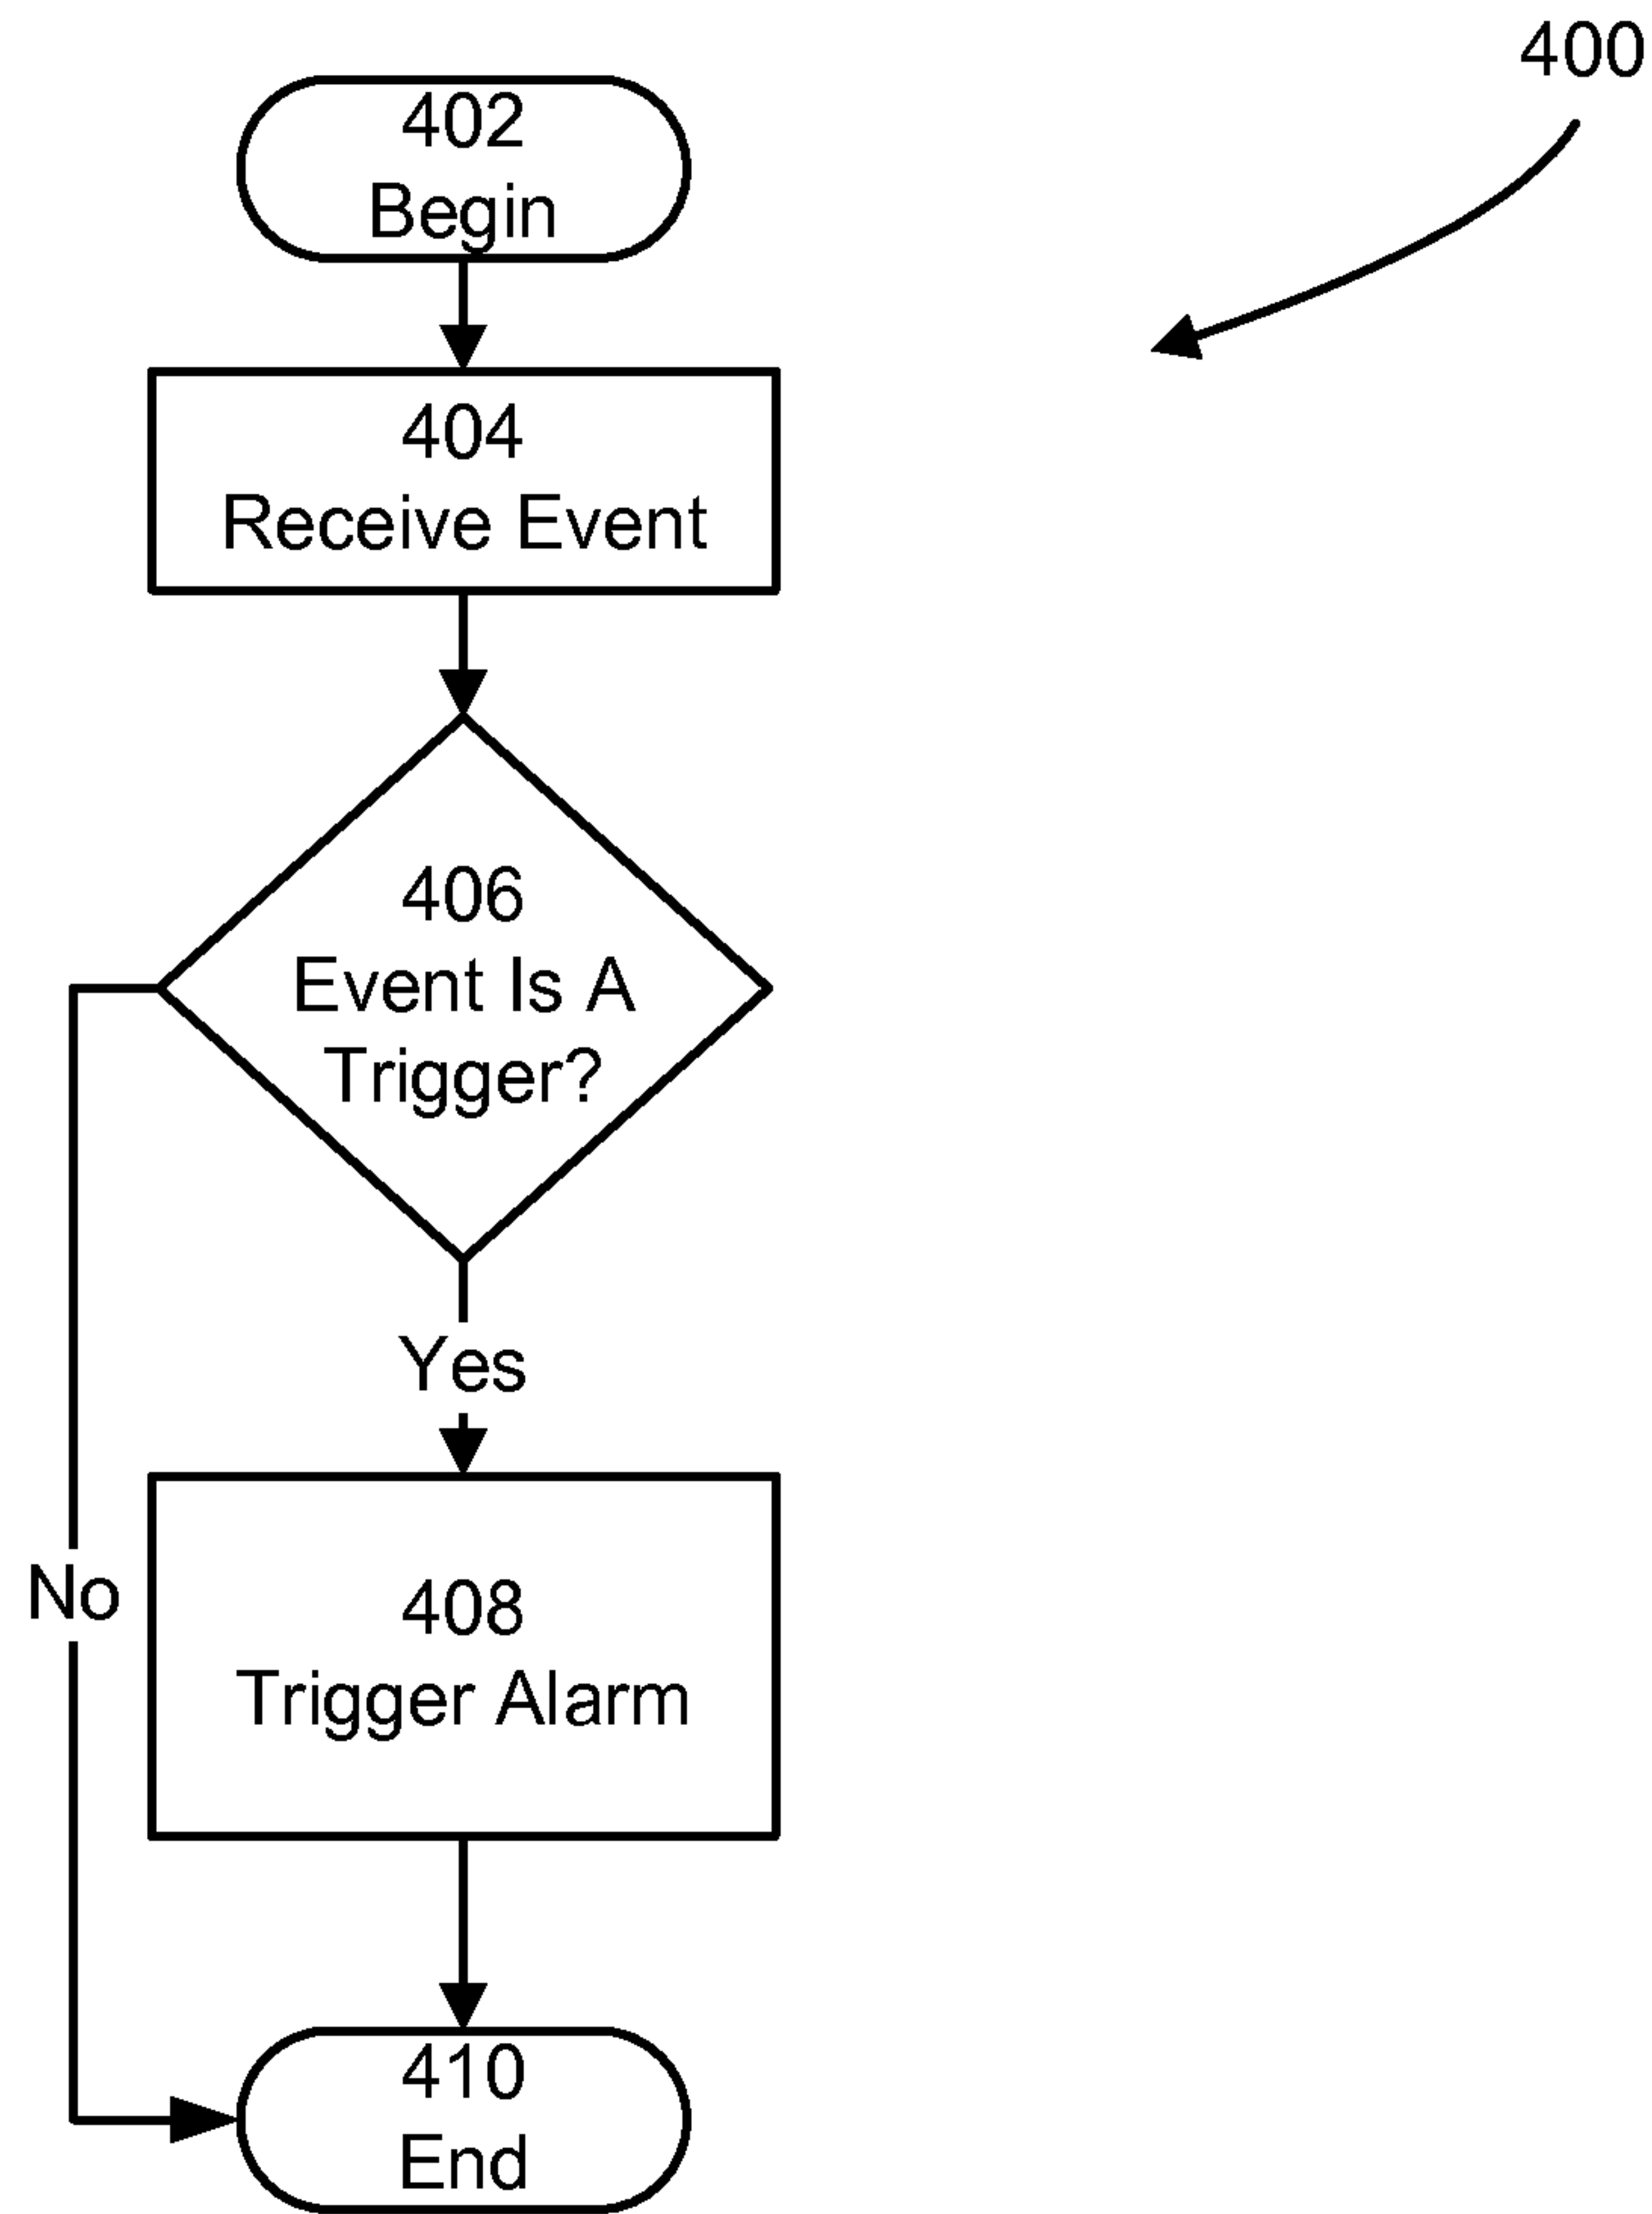 400
402
Begin
404
Receive Event
406
Event Is A
Trigger?
Yes
No
408
Trigger Alarm
410
End